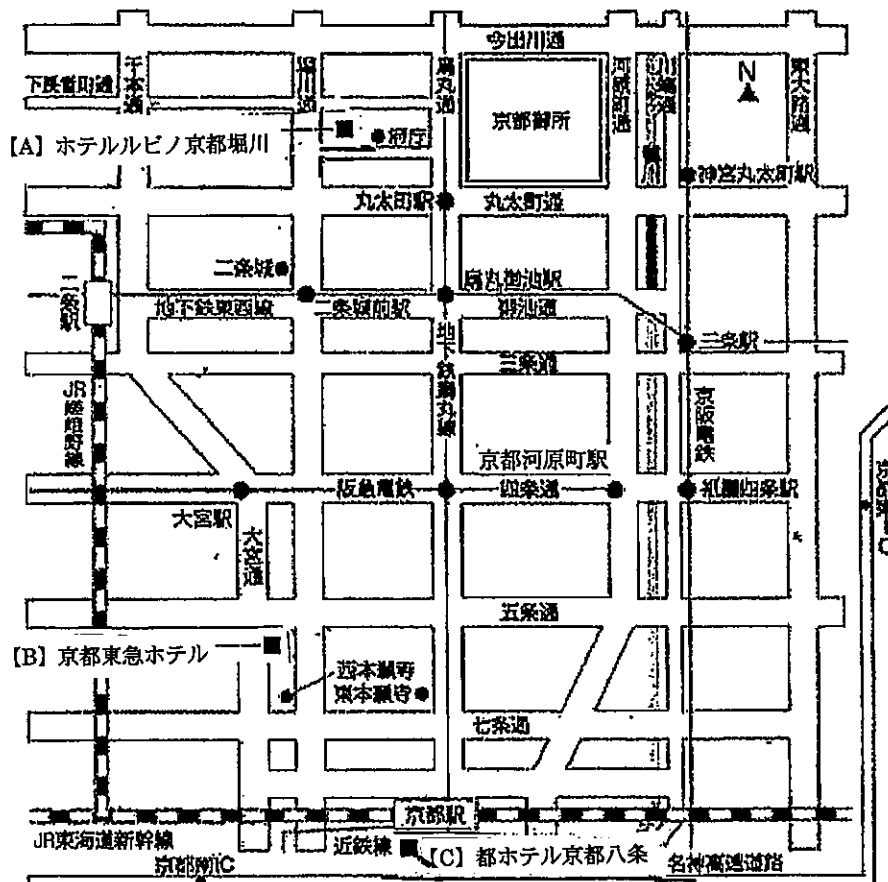 今出川通
下長者町通
千本通
堀川通
烏丸通
河原町通
川端通
東大路通
N
京都御所
【A】ホテルルビノ京都堀川
府庁
神宮丸太町駅
丸太町駅
丸太町通
二条城
烏丸御池駅
二条駅
地下鉄東西線
二条城前駅
御池通
三条駅
地下鉄烏丸線
三条通
JR嵯峨野線
京阪電鉄
京都河原町駅
阪急電鉄
四条通
祇園四条駅
大宮駅
大宮通
五条通
【B】京都東急ホテル
西本願寺
東本願寺
七条通
京都駅
JR東海道新幹線
近鉄線
【C】都ホテル京都八条
京都南IC
名神高速道路